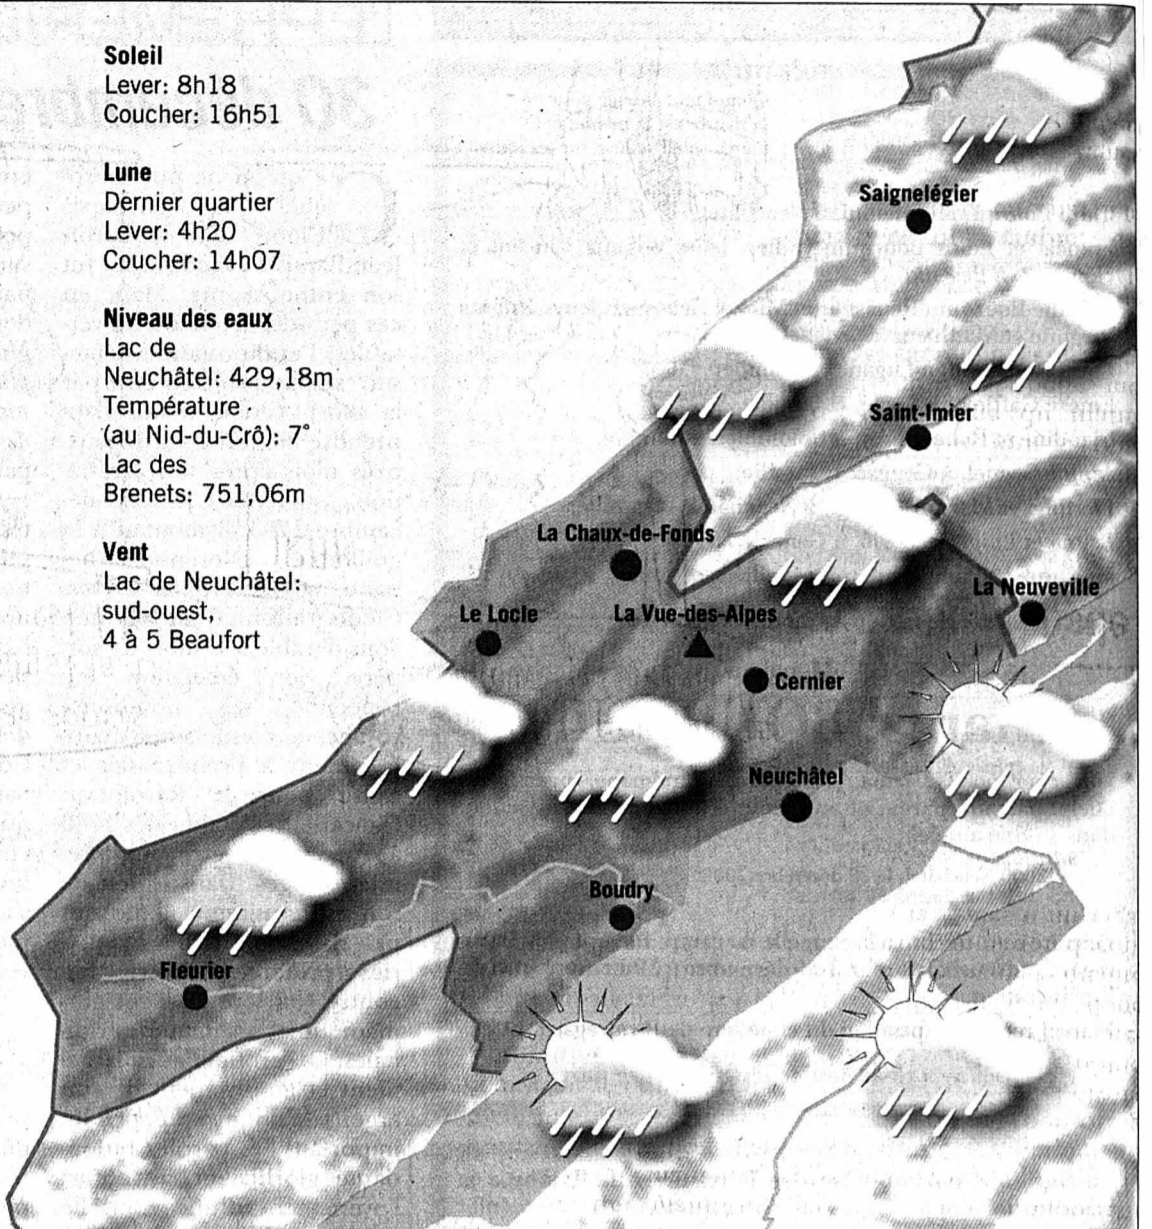 Soleil
Lever: 8h18
Coucher: 16h51
Lune
Dernier quartier
Lever: 4h20
Coucher: 14h07
Niveau des eaux
Lac de
Neuchâtel: 429,18m
Température
(au Nid-du-Crô): 7°
Lac des
Brenets: 751,06m
Vent
Lac de Neuchâtel:
sud-ouest,
4 à 5 Beaufort
Saignelégier
Saint-Imier
La Chaux-de-Fonds
La Neuveville
Le Locle
La Vue-des-Alpes
Cernier
Neuchâtel
Boudry
Fleurier